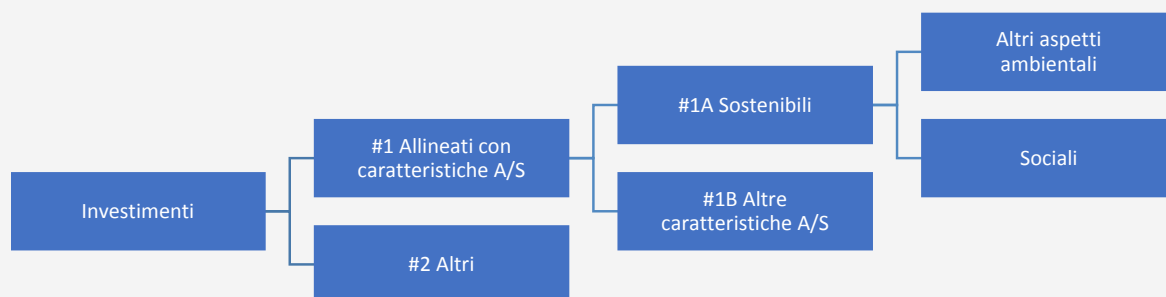 Investimenti
#1 Allineati con
caratteristiche A/S
#2 Altri
#1A Sostenibili
#1B Altre
caratteristiche A/S
Altri aspetti
ambientali
Sociali